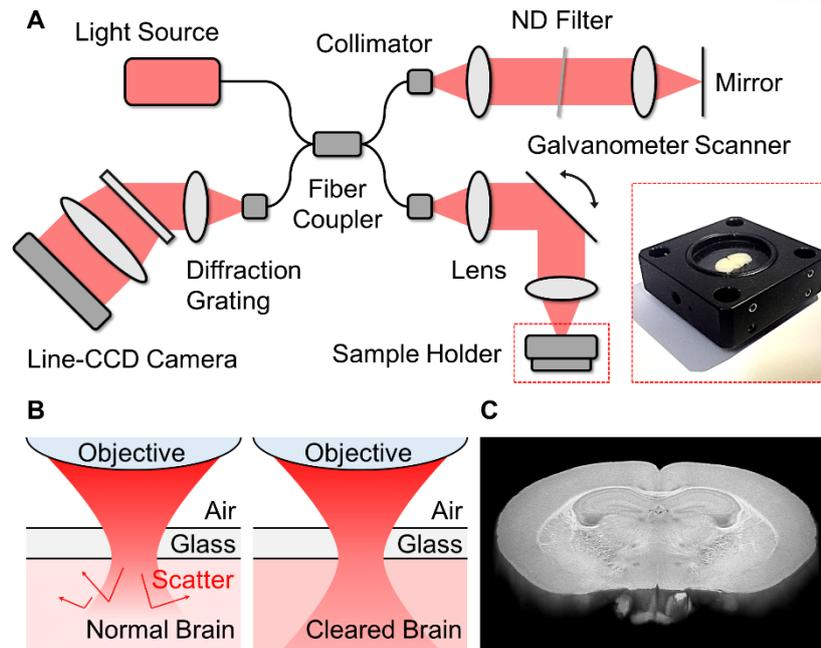 A
Light Source
Collimator
ND Filter
Mirror
Galvanometer Scanner
Fiber
Coupler
Diffraction
Grating
Lens
Line-CCD Camera
Sample Holder
B
Objective
Air
Glass
Scatter
Normal Brain
Objective
Air
Glass
Cleared Brain
C